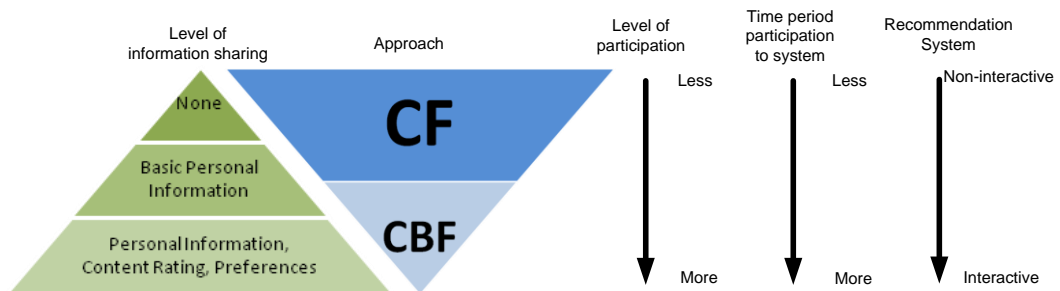 Level of
information sharing
Approach
Level of
participation
Time period
participation
to system
Recommendation
System
None
Basic Personal
Information
Personal Information,
Content Rating, Preferences
CF
CBF
Less
More
Less
More
Non-interactive
Interactive